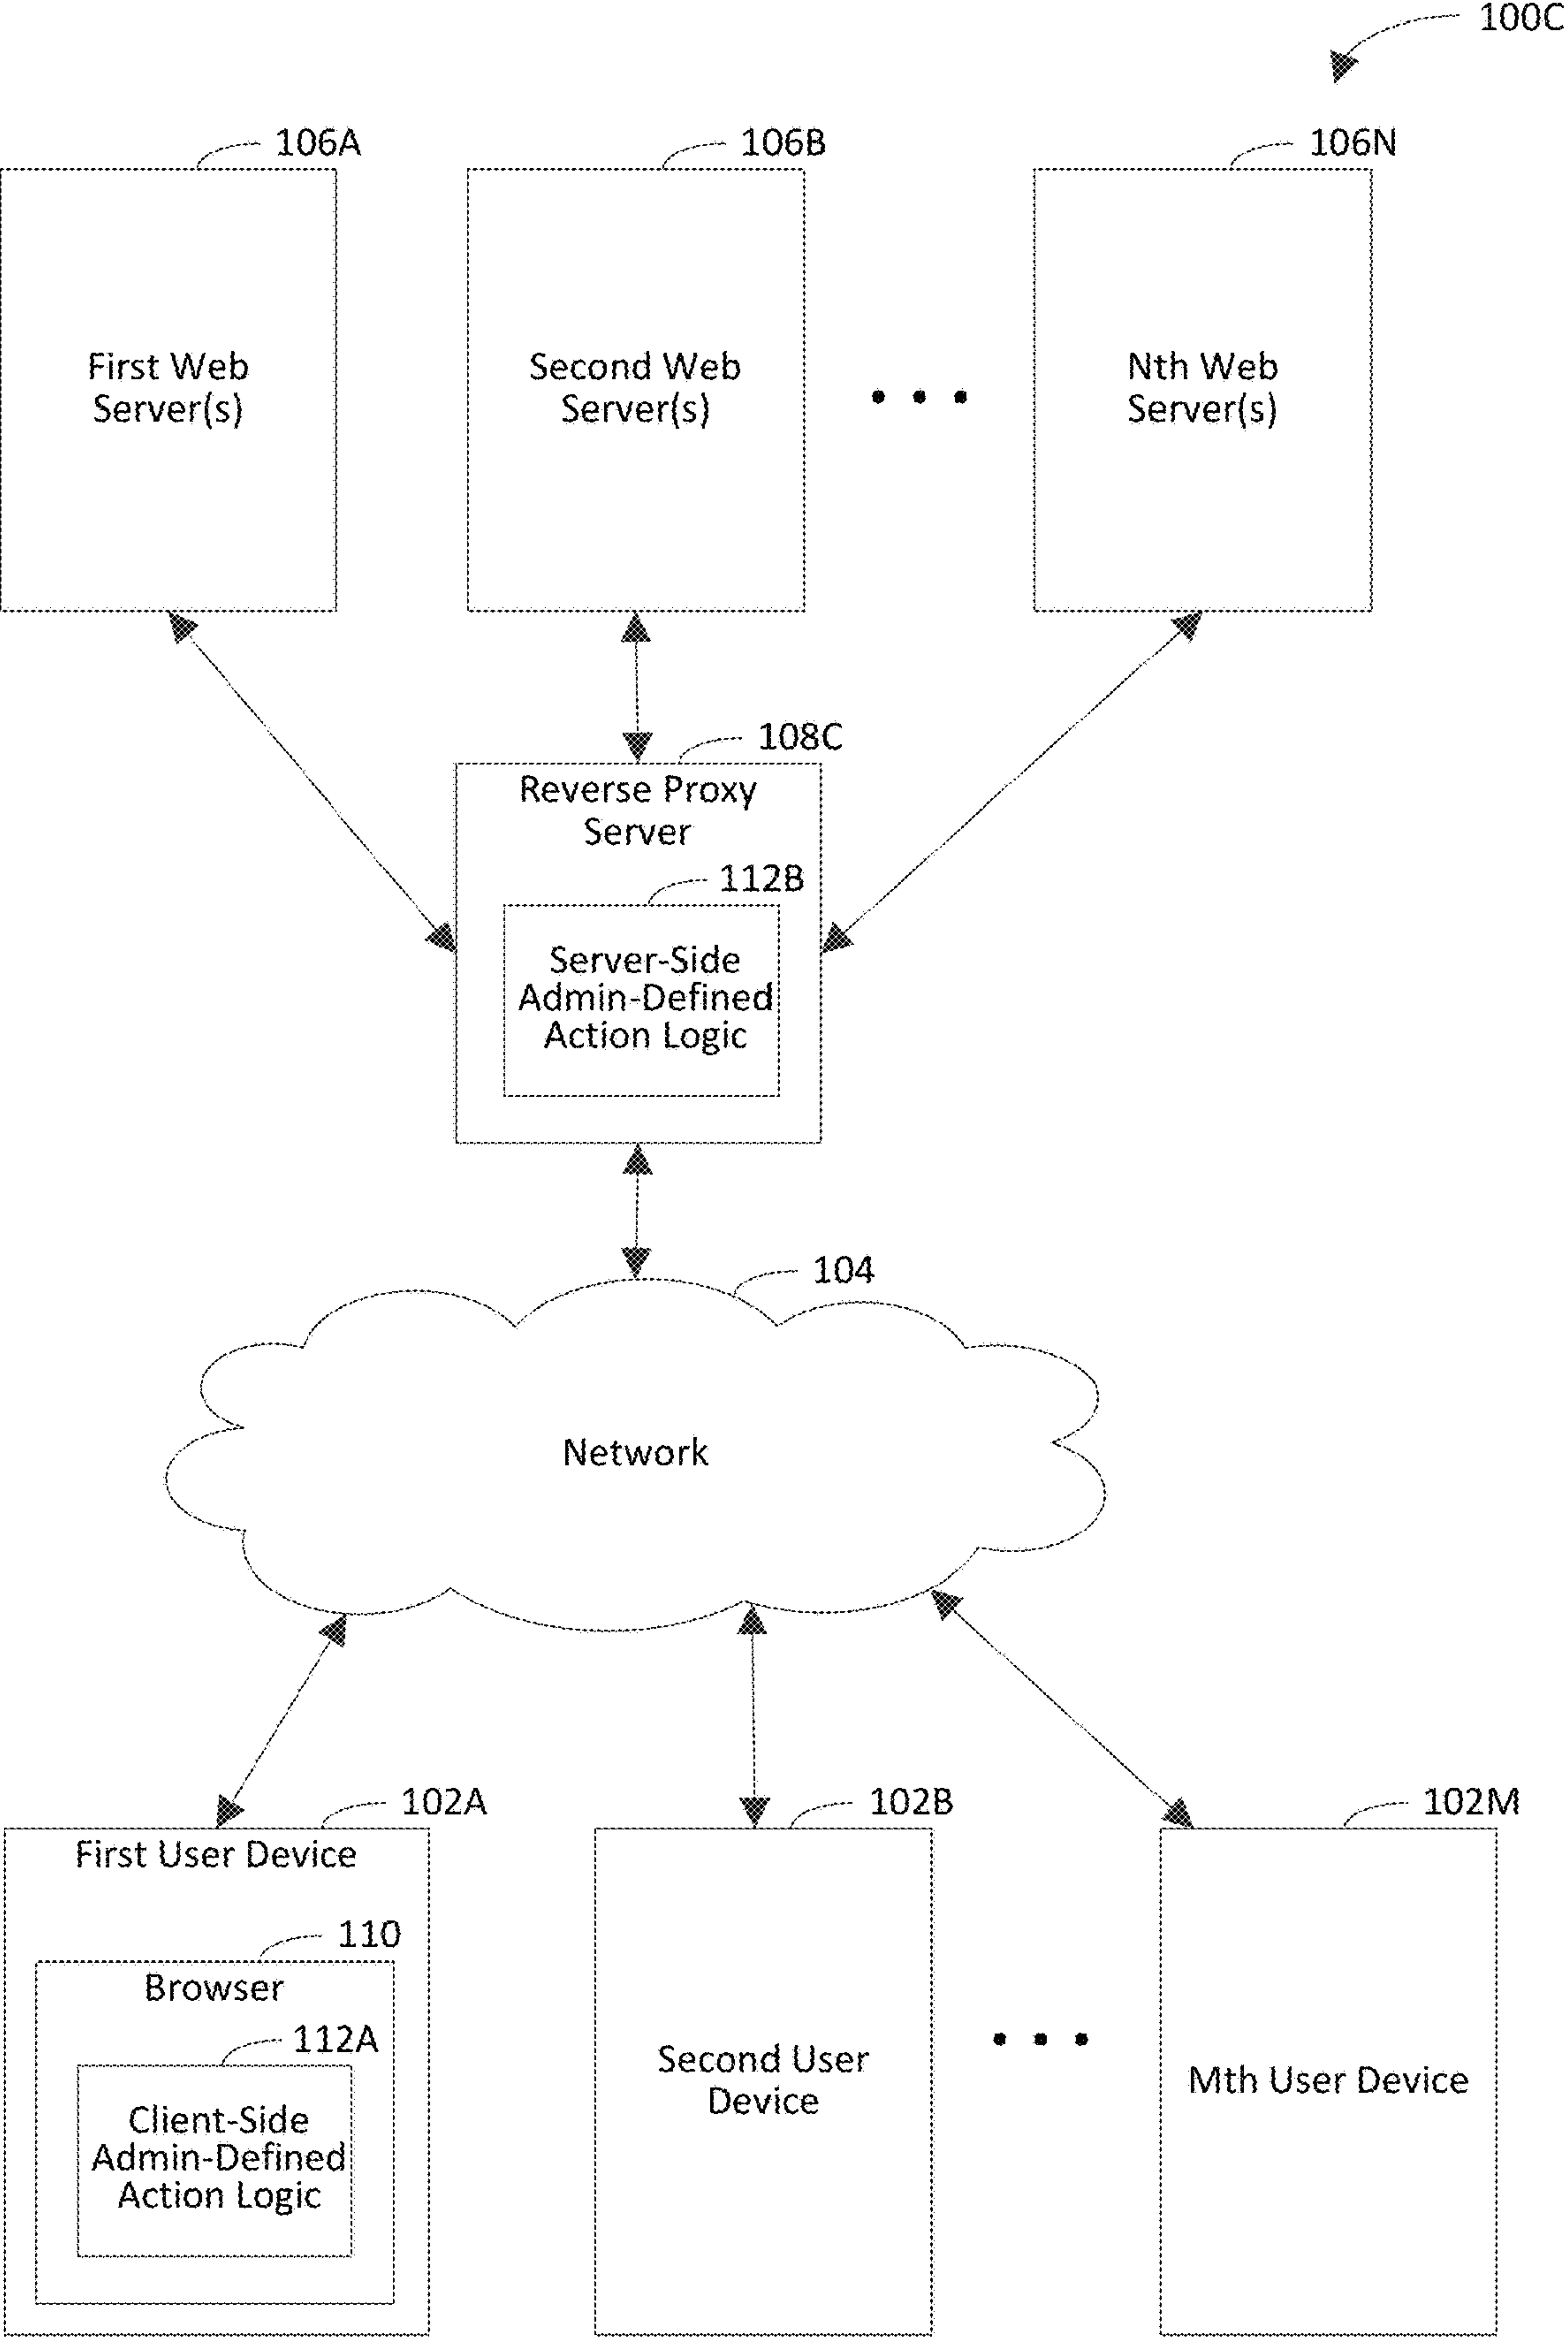 100C
106A
106B
106N
First Web
Server(s)
Second Web
Server(s)
Nth Web
Server(s)
108C
Reverse Proxy
Server
112B
Server-Side
Admin-Defined
Action Logic
104
Network
102A
102B
102M
First User Device
110
Browser
112A
Client-Side
Admin-Defined
Action Logic
Second User
Device
Mth User Device